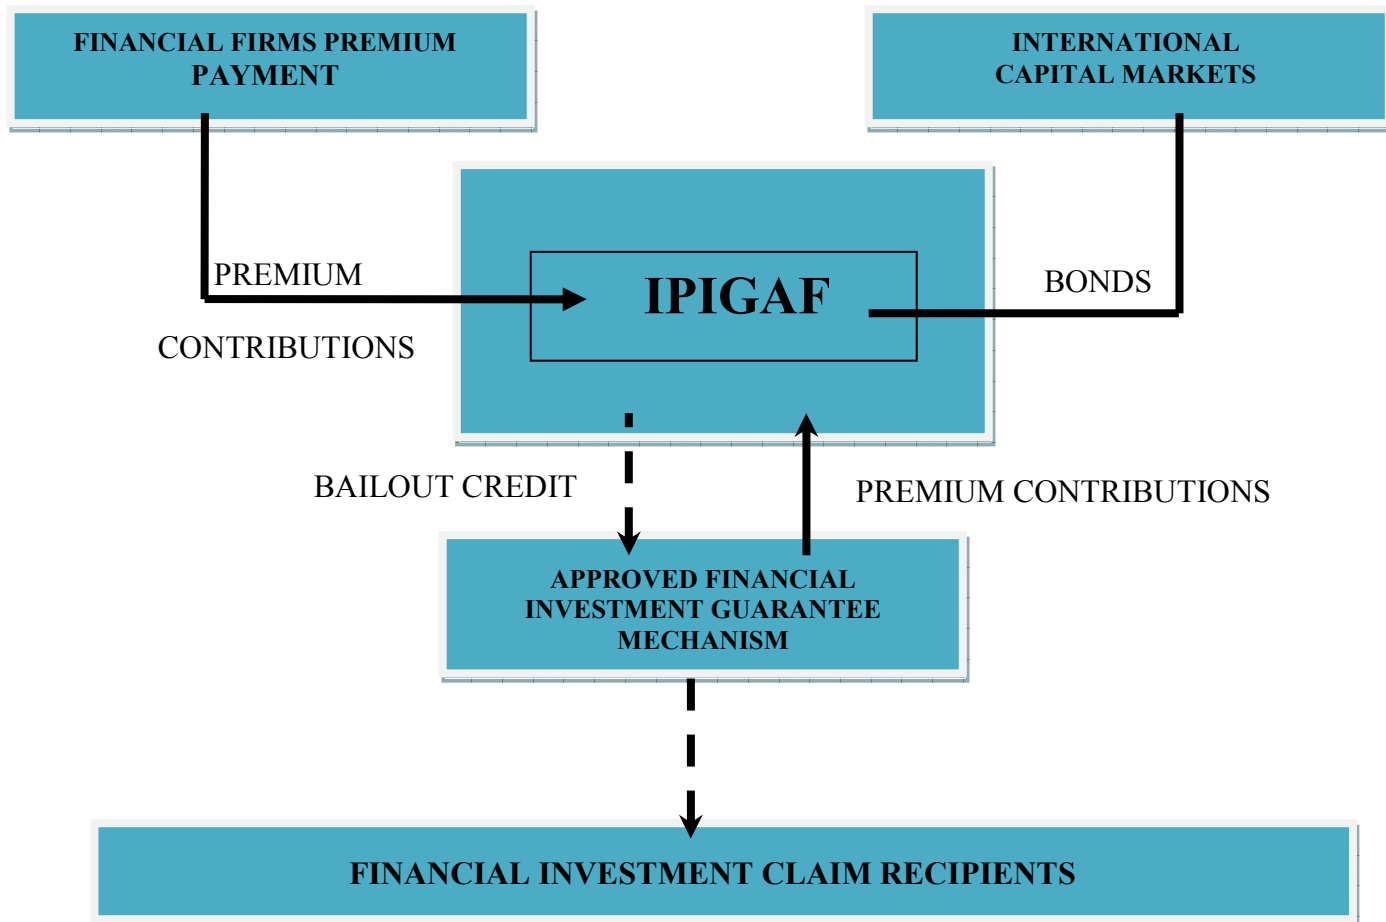 FINANCIAL FIRMS PREMIUM
PAYMENT
INTERNATIONAL
CAPITAL MARKETS
PREMIUM
CONTRIBUTIONS
IPIGAF
BONDS
BAILOUT CREDIT
PREMIUM CONTRIBUTIONS
APPROVED FINANCIAL
INVESTMENT GUARANTEE
MECHANISM
FINANCIAL INVESTMENT CLAIM RECIPIENTS